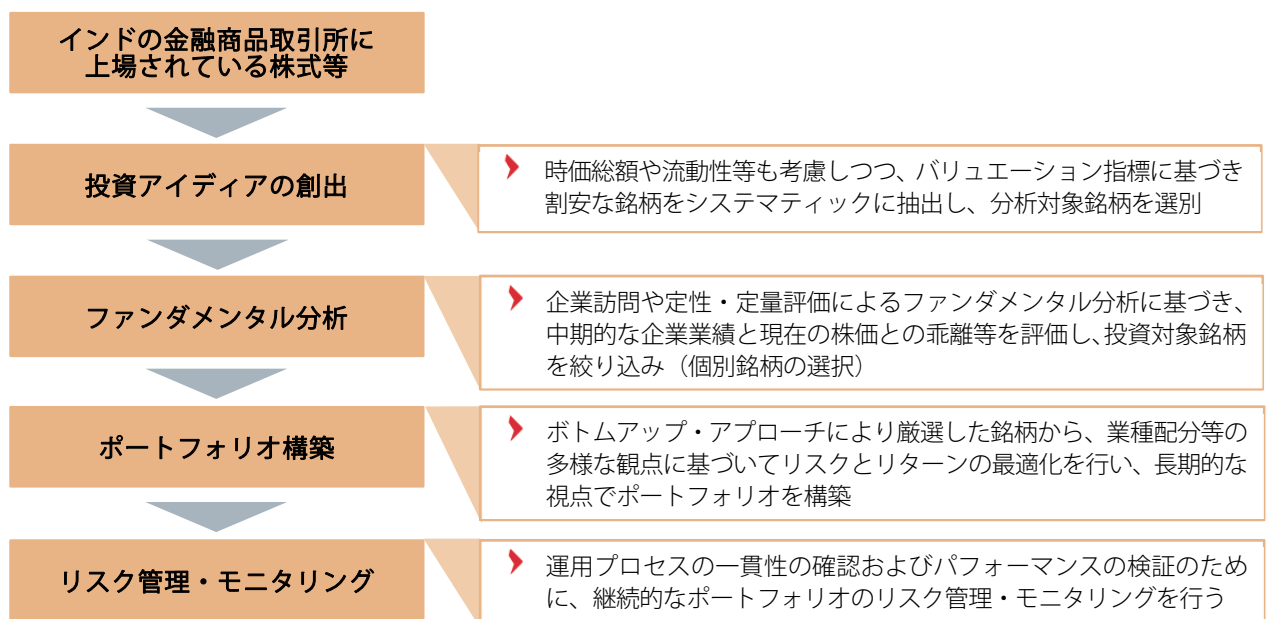 インドの金融商品取引所に
上場されている株式等
投資アイディアの創出
時価総額や流動性等も考慮しつつ、バリュエーション指標に基づき
割安な銘柄をシステマティックに抽出し、分析対象銘柄を選別
ファンダメンタル分析
企業訪問や定性・定量評価によるファンダメンタル分析に基づき、
中期的な企業業績と現在の株価との乖離等を評価し、投資対象銘柄
を絞り込み（個別銘柄の選択）
ポートフォリオ構築
ボトムアップ・アプローチにより厳選した銘柄から、業種配分等の
多様な観点に基づいてリスクとリターンの最適化を行い、長期的な
視点でポートフォリオを構築
リスク管理・モニタリング
運用プロセスの一貫性の確認およびパフォーマンスの検証のため
に、継続的なポートフォリオのリスク管理・モニタリングを行う